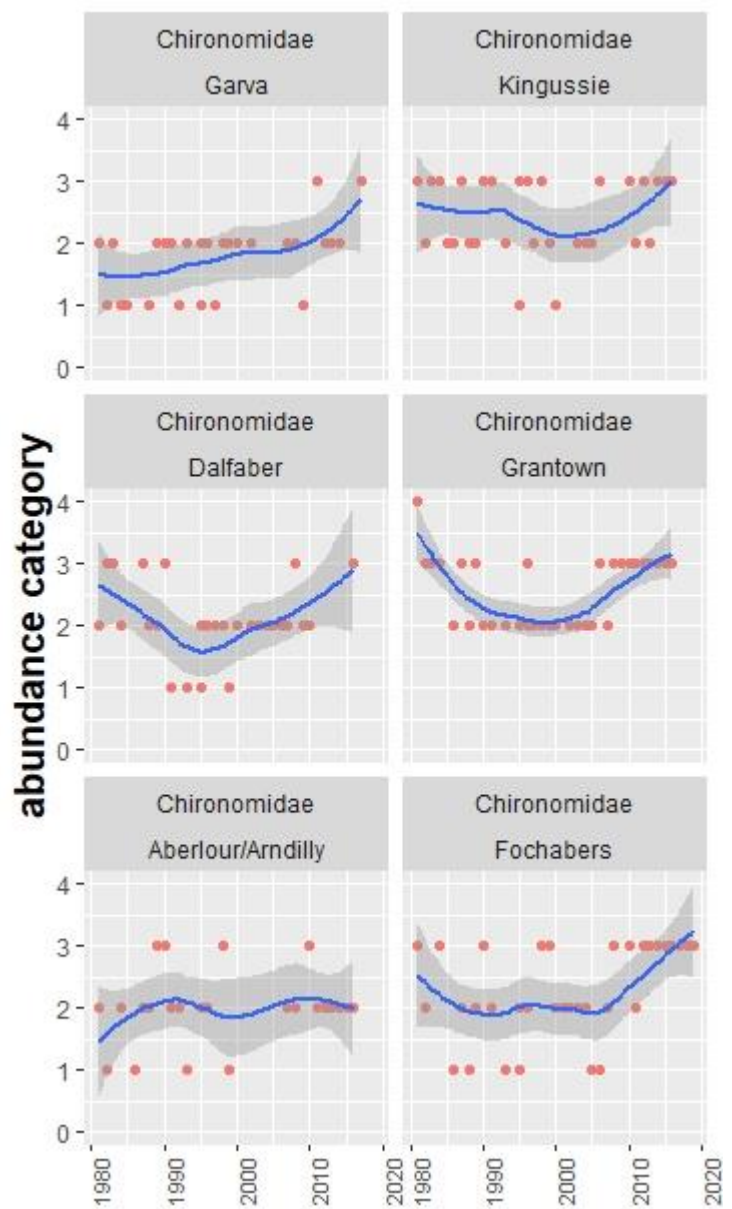 Chironomidae
Garva
Chironomidae
Kingussie
4
3
2
1
0
Chironomidae
Dalfaber
Chironomidae
Grantown
4
3
2
1
0
abundance category
Chironomidae
Aberlour/Arndilly
Chironomidae
Fochabers
4
3
2
1
0
1980
1990
2000
2010
2020
1980
1990
2000
2010
2020